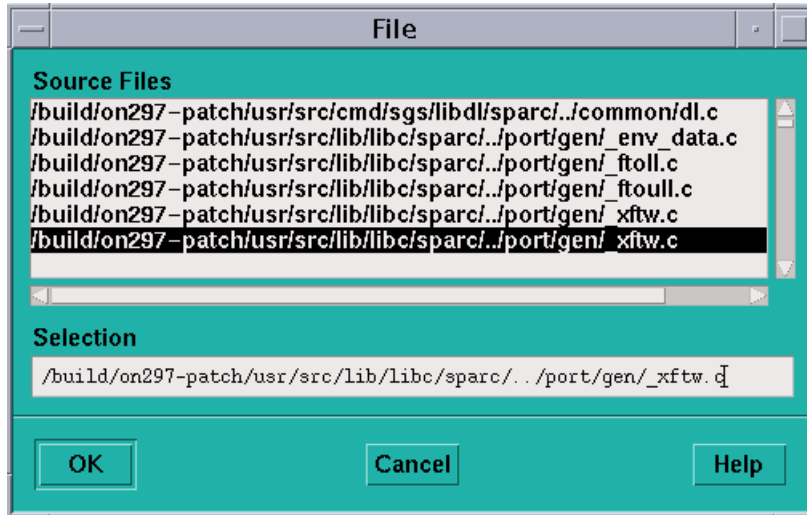 File
Source Files
/build/on297-patch/usr/src/cmd/sgs/libdl/sparc/../common/dl.c
/build/on297-patch/usr/src/lib/libc/sparc/../port/gen/_env_data.c
/build/on297-patch/usr/src/lib/libc/sparc/../port/gen/_ftoll.c
/build/on297-patch/usr/src/lib/libc/sparc/../port/gen/_ftoull.c
/build/on297-patch/usr/src/lib/libc/sparc/../port/gen/_xftw.c
/build/on297-patch/usr/src/lib/libc/sparc/../port/gen/_xftw.c
Selection
/build/on297-patch/usr/src/lib/libc/sparc/../port/gen/_xftw.c
OK Cancel Help